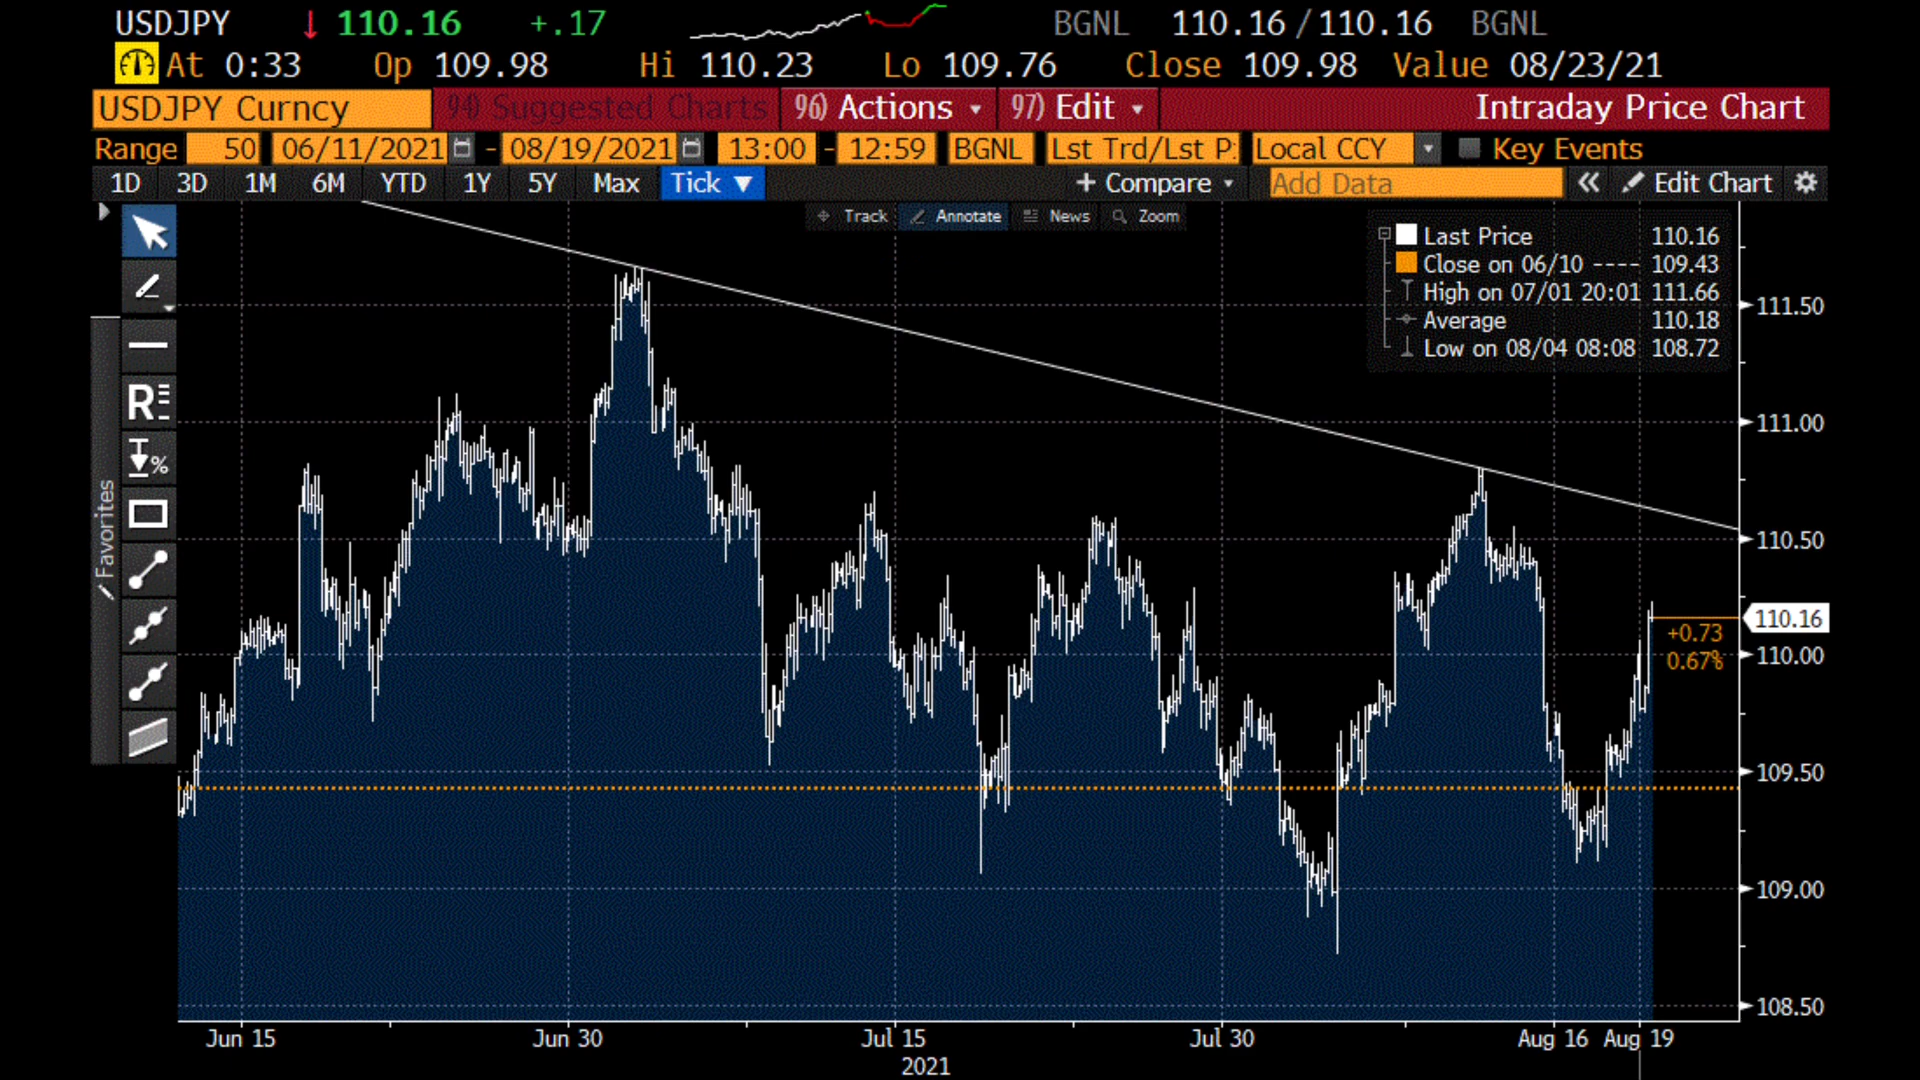 USDJPY ↓ 110.16 +.17 BGNL 110.16 / 110.16 BGNL
At 0:33 Op 109.98 Hi 110.23 Lo 109.76 Close 109.98 Value 08/23/21
USDJPY Curncy 94) Suggested Charts 96) Actions 97) Edit Intraday Price Chart
Range 50 06/11/2021 - 08/19/2021 13:00 - 12:59 BGNL Lst Trd/Lst P: Local CCY Key Events
1D 3D 1M 6M YTD 1Y 5Y Max Tick ▼ + Compare Add Data « Edit Chart
Track Annotate News Zoom
Last Price 110.16
Close on 06/10 ---- 109.43
High on 07/01 20:01 111.66
Average 110.18
Low on 08/04 08:08 108.72
R
%
Favorites
111.50
111.00
110.50
110.16
+0.73
0.67%
110.00
109.50
109.00
108.50
Jun 15 Jun 30 Jul 15 Jul 30 Aug 16 Aug 19
2021